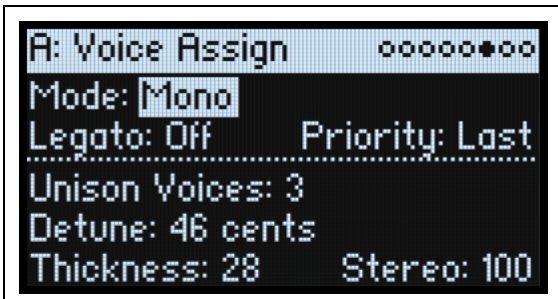 A: Voice Assign
Mode: Mono
Legato: Off Priority: Last
Unison Voices: 3
Detune: 46 cents
Thickness: 28 Stereo: 100